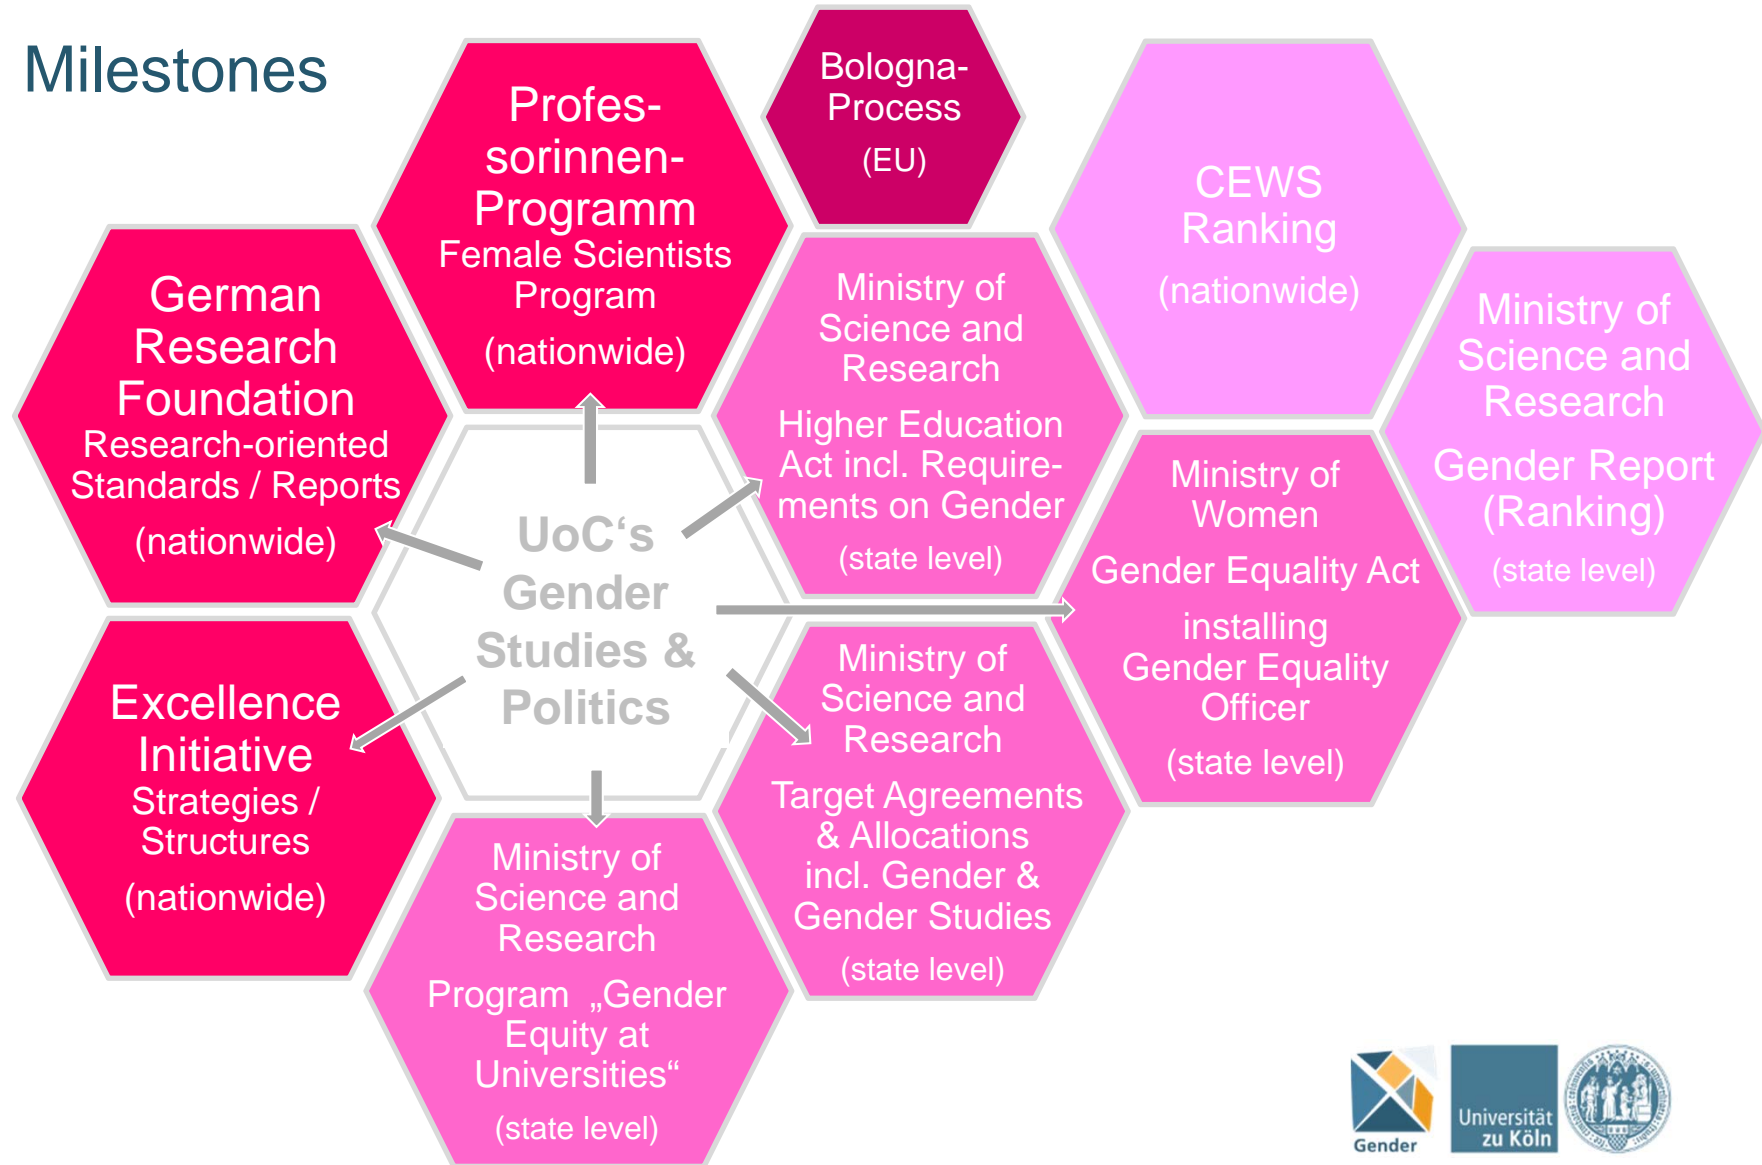 Milestones
Profes-
sorinnen-
Programm
Female Scientists
Program
(nationwide)
Bologna-
Process
(EU)
CEWS
Ranking
(nationwide)
German
Research
Foundation
Research-oriented
Standards / Reports
(nationwide)
Ministry of
Science and
Research
Higher Education
Act incl. Require-
ments on Gender
(state level)
Ministry of
Science and
Research
Gender Report
(Ranking)
(state level)
UoC‘s
Gender
Studies &
Politics
Ministry of
Women
Gender Equality Act
installing
Gender Equality
Officer
(state level)
Excellence
Initiative
Strategies /
Structures
(nationwide)
Ministry of
Science and
Research
Target Agreements
& Allocations
incl. Gender &
Gender Studies
(state level)
Ministry of
Science and
Research
Program „Gender
Equity at
Universities“
(state level)
Gender
Universität
zu Köln